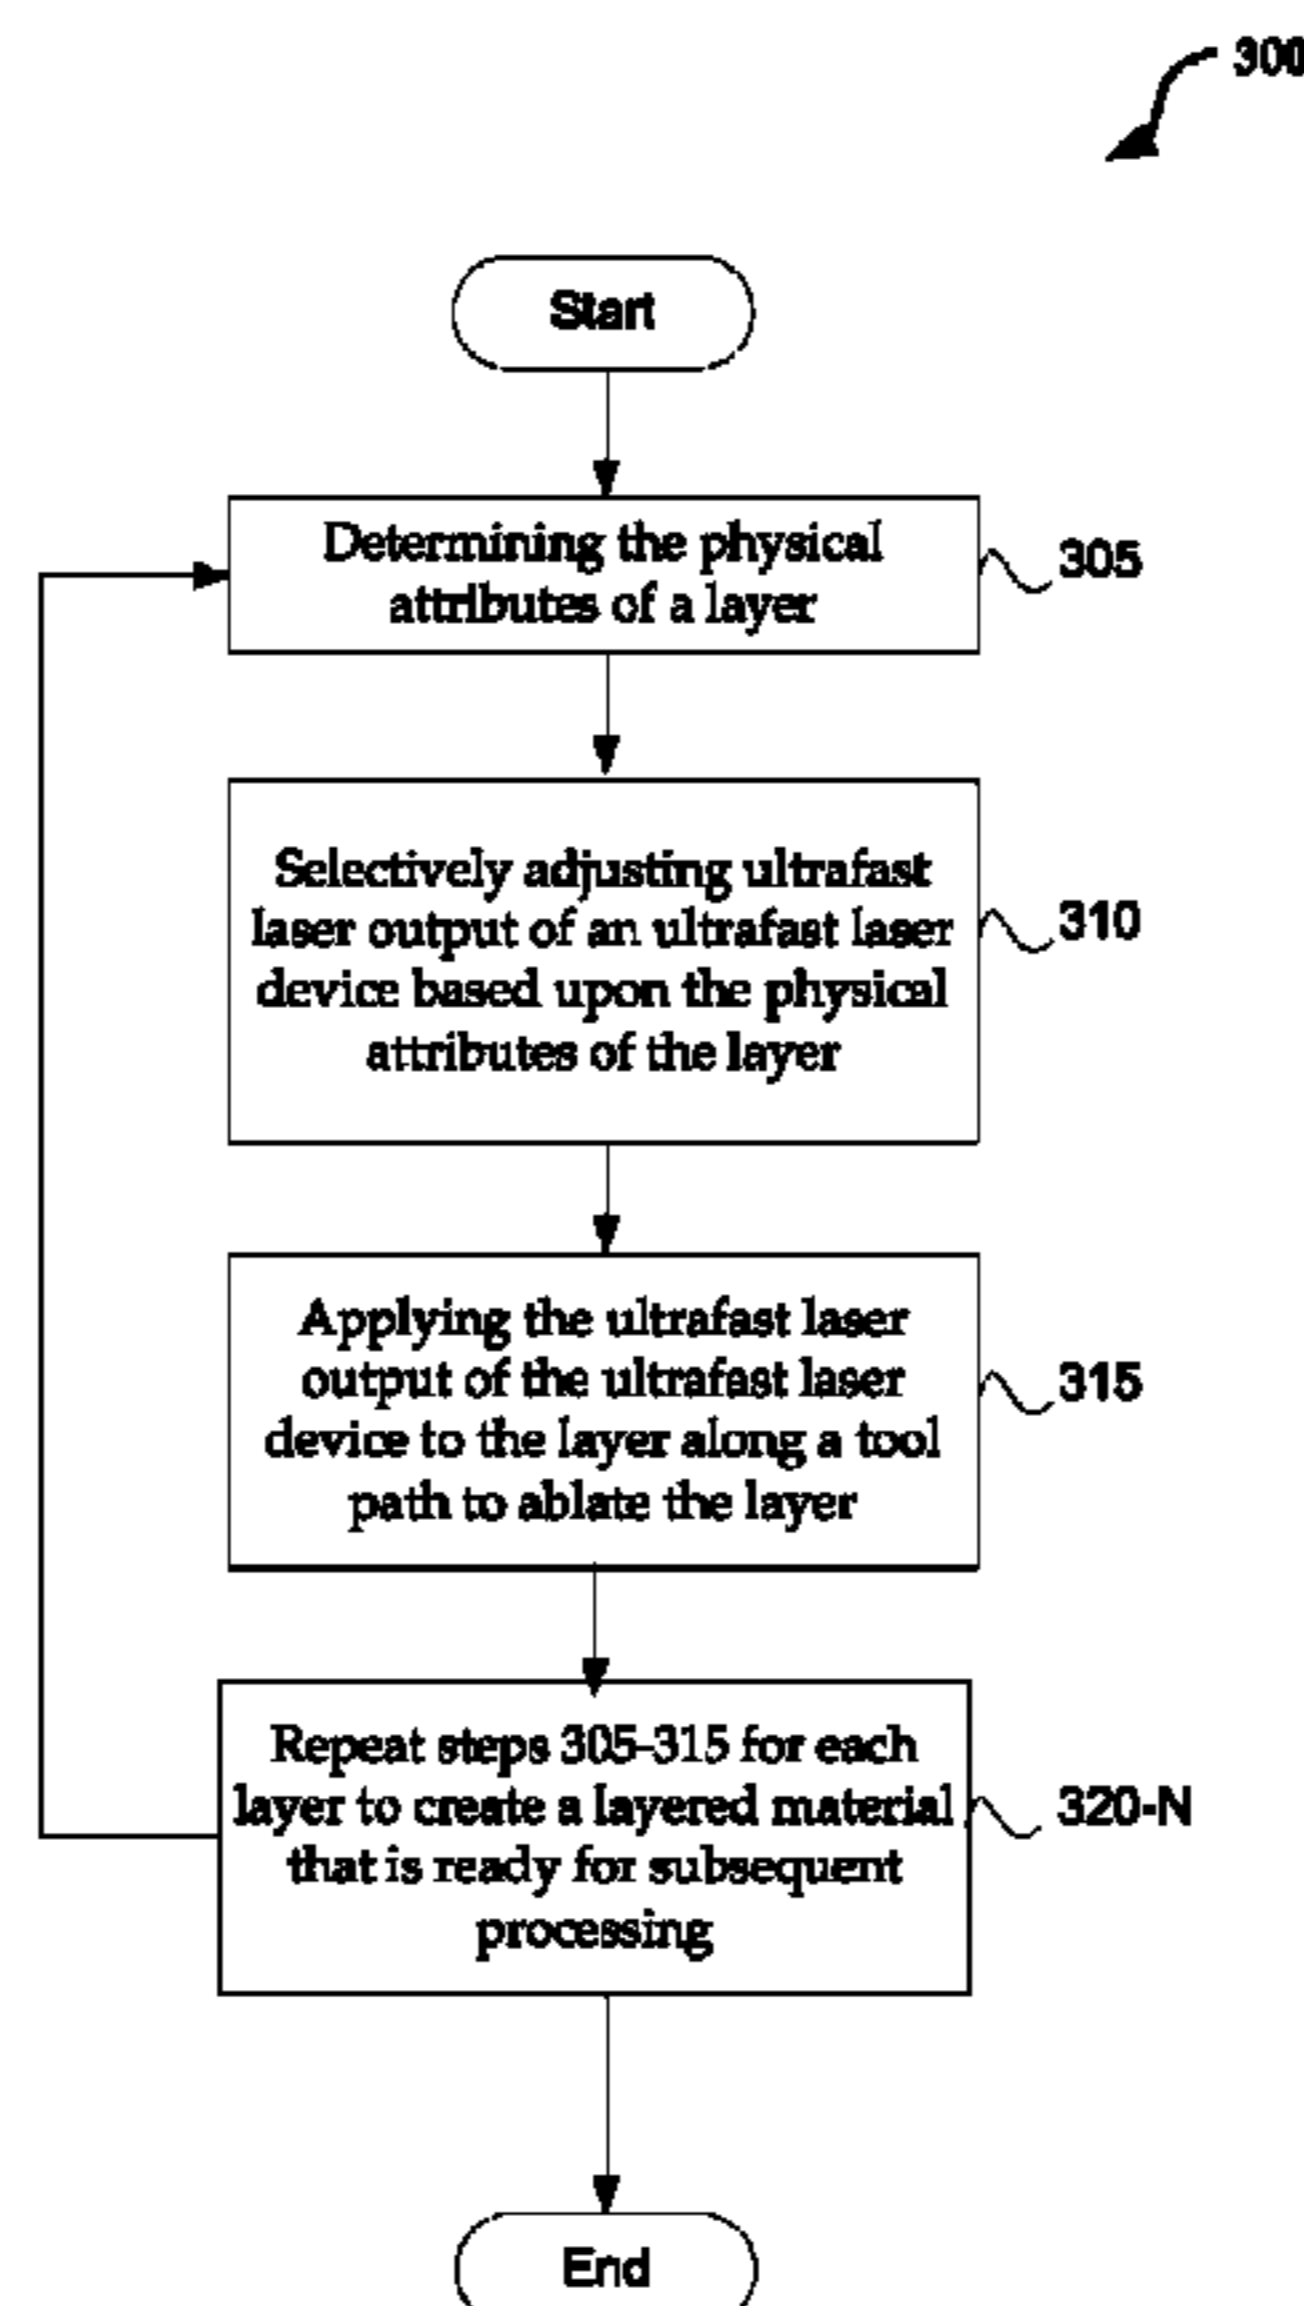 300
Start
Determining the physical
attributes of a layer
305
Selectively adjusting ultrafast
laser output of an ultrafast laser
device based upon the physical
attributes of the layer
310
Applying the ultrafast laser
output of the ultrafast laser
device to the layer along a tool
path to ablate the layer
315
Repeat steps 305-315 for each
layer to create a layered material
that is ready for subsequent
processing
320-N
End